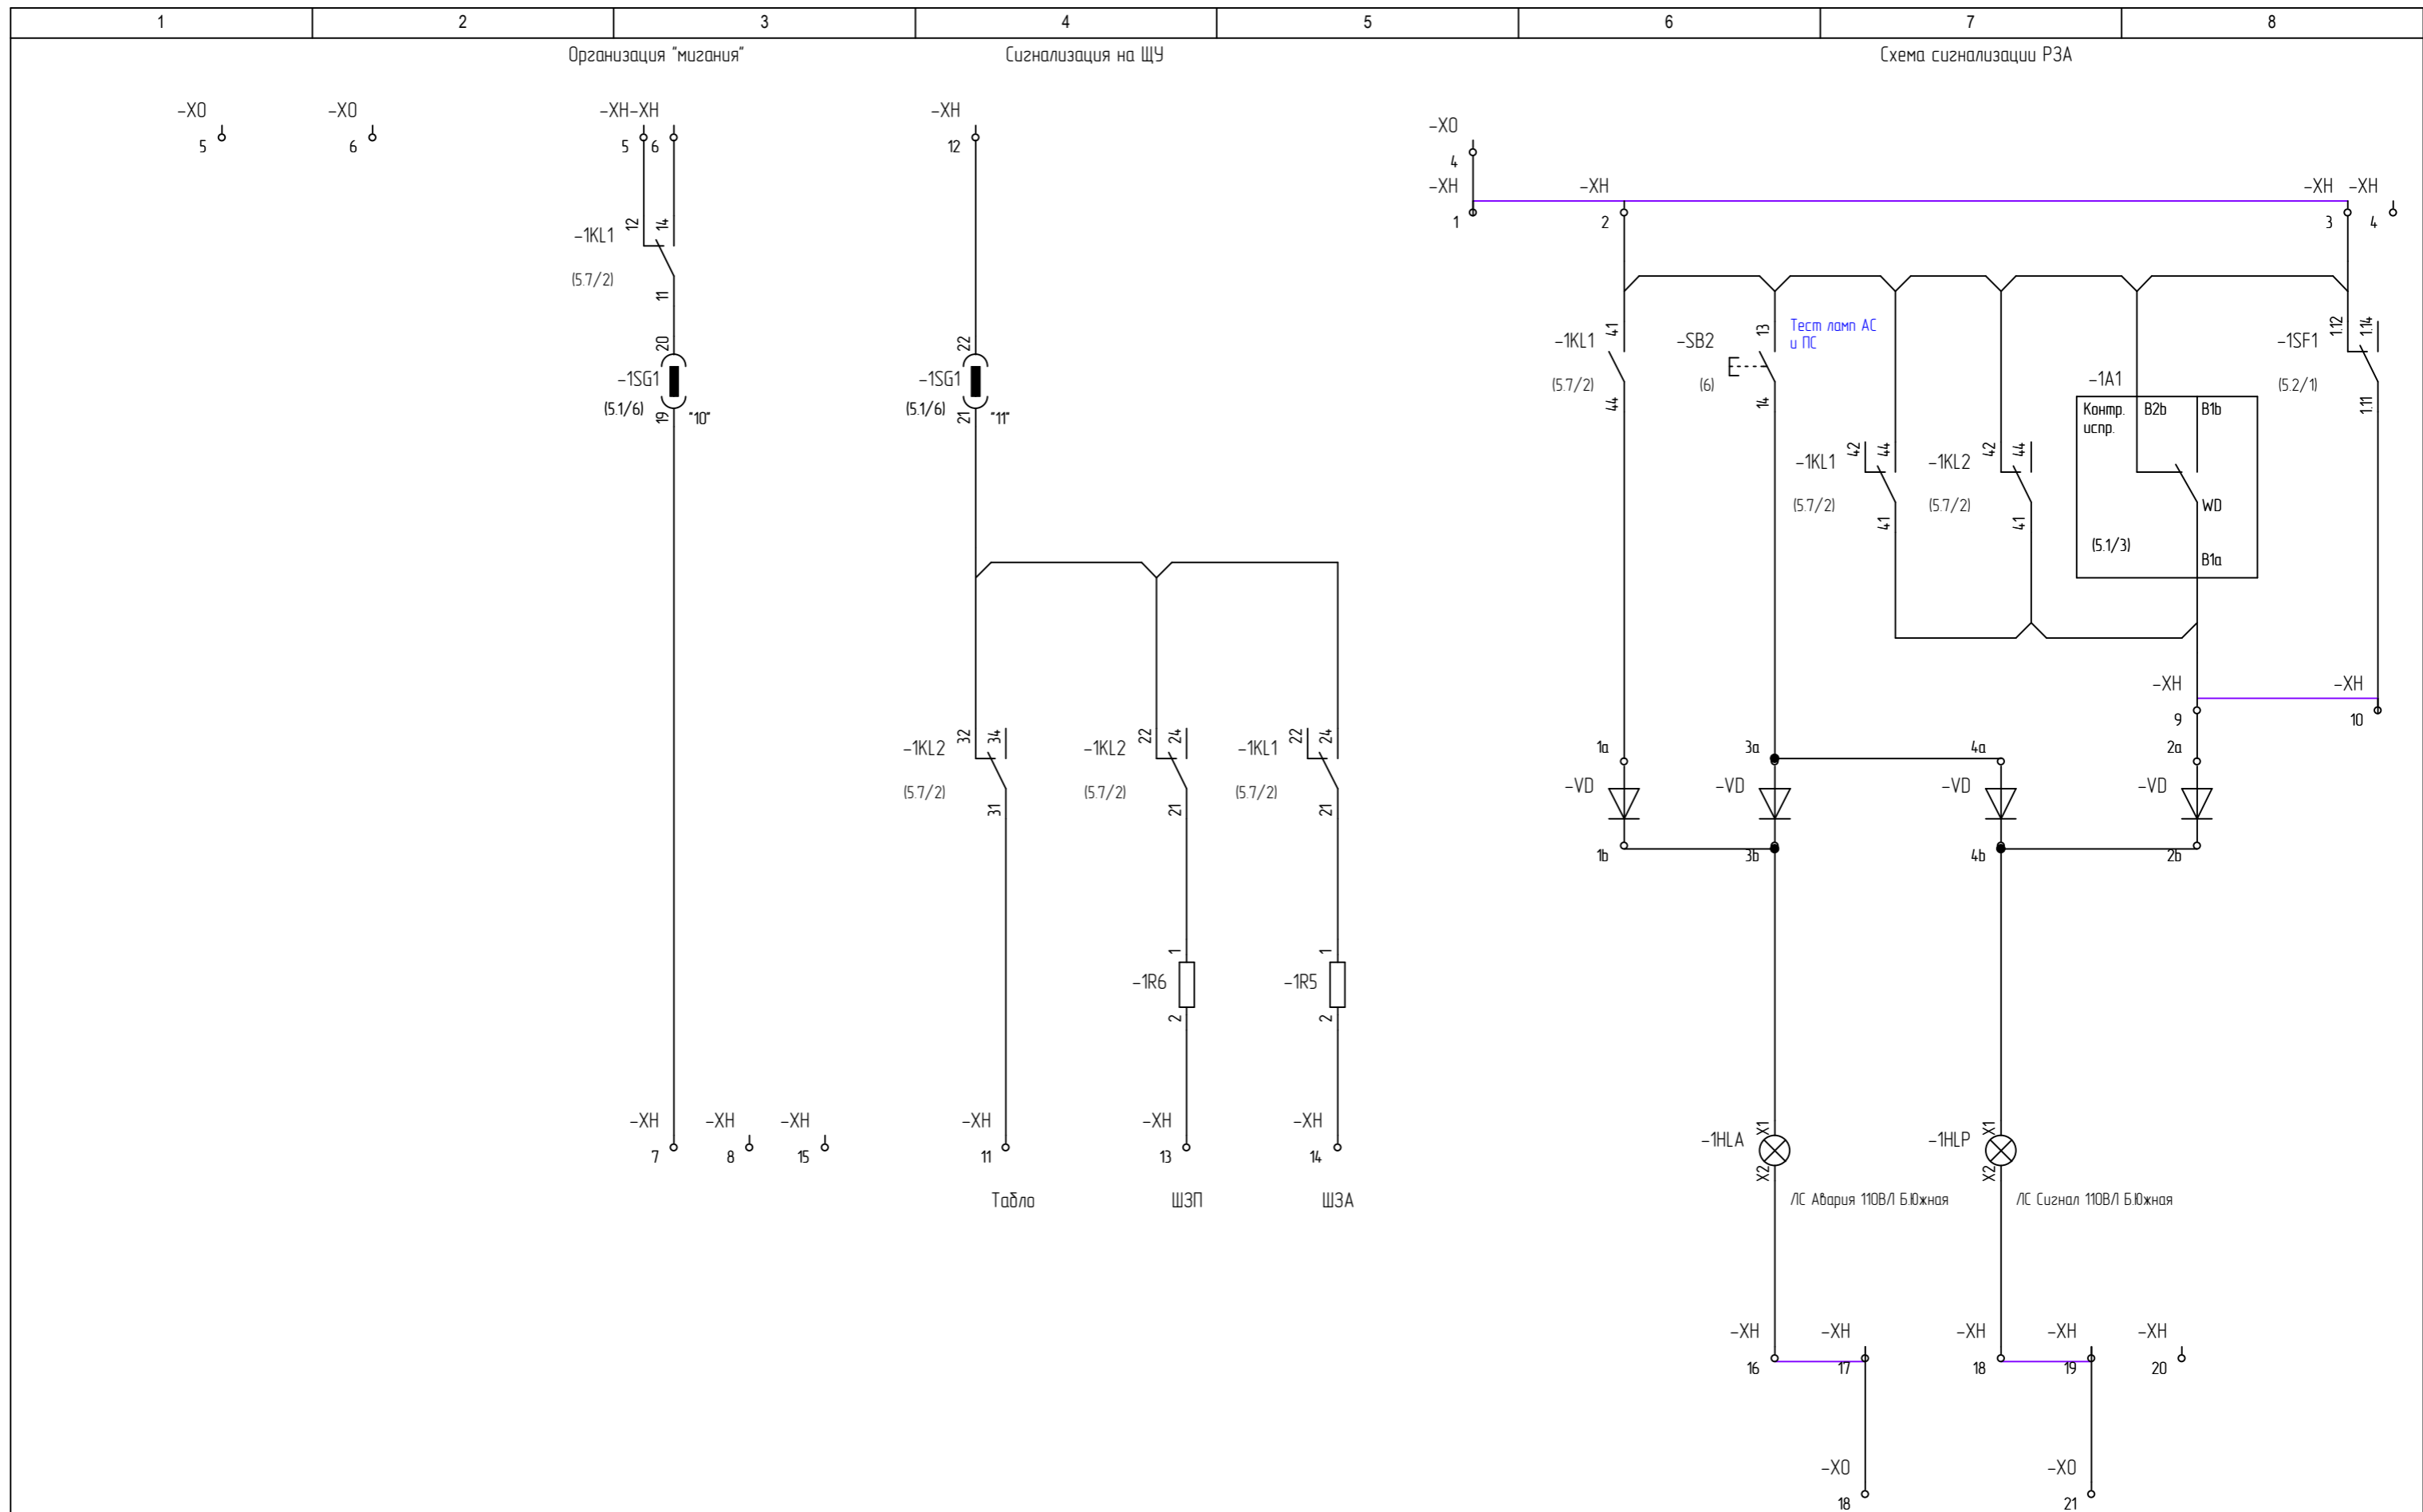 1 2 3 4 5 6 7 8
Организация "мигания" Сигнализация на ЩУ Схема сигнализации РЗА
-XO -XO -XH-XH -XH
5 6 5 6 12
-XO
4
-XH -XH -XH -XH
1 2 3 4
12 14
-1KL1
(5.7/2)
11
20 22
-1SG1 -1SG1
(5.1/6) (5.1/6)
19 "10" 21 "11"
41 13 Тест ламп АС
и ПС
1.12 1.14
-1KL1 -SB2 -1SF1
(5.7/2) (6) (5.2/1)
44 14 1.11
-1A1
Контр. B2b B1b
испр.
42 44 42 44
-1KL1 -1KL2
(5.7/2) (5.7/2)
WD
41 41
(5.1/3)
B1a
-XH -XH
9 10
32 34 22 24 22 24
-1KL2 -1KL2 -1KL1
(5.7/2) (5.7/2) (5.7/2)
31 21 21
1a 3a 4a 2a
-VD -VD -VD -VD
1b 3b 4b 2b
1 1
-1R6 -1R5
2 2
-XH -XH -XH -XH -XH -XH
7 8 15 11 13 14
Табло ШЗП ШЗА
X1 X1
-1HLA -1HLP
X2 X2
ЛС Авария 110В/Л Б.Южная ЛС Сигнал 110В/Л Б.Южная
-XH -XH -XH -XH -XH
16 17 18 19 20
-XO -XO
18 21